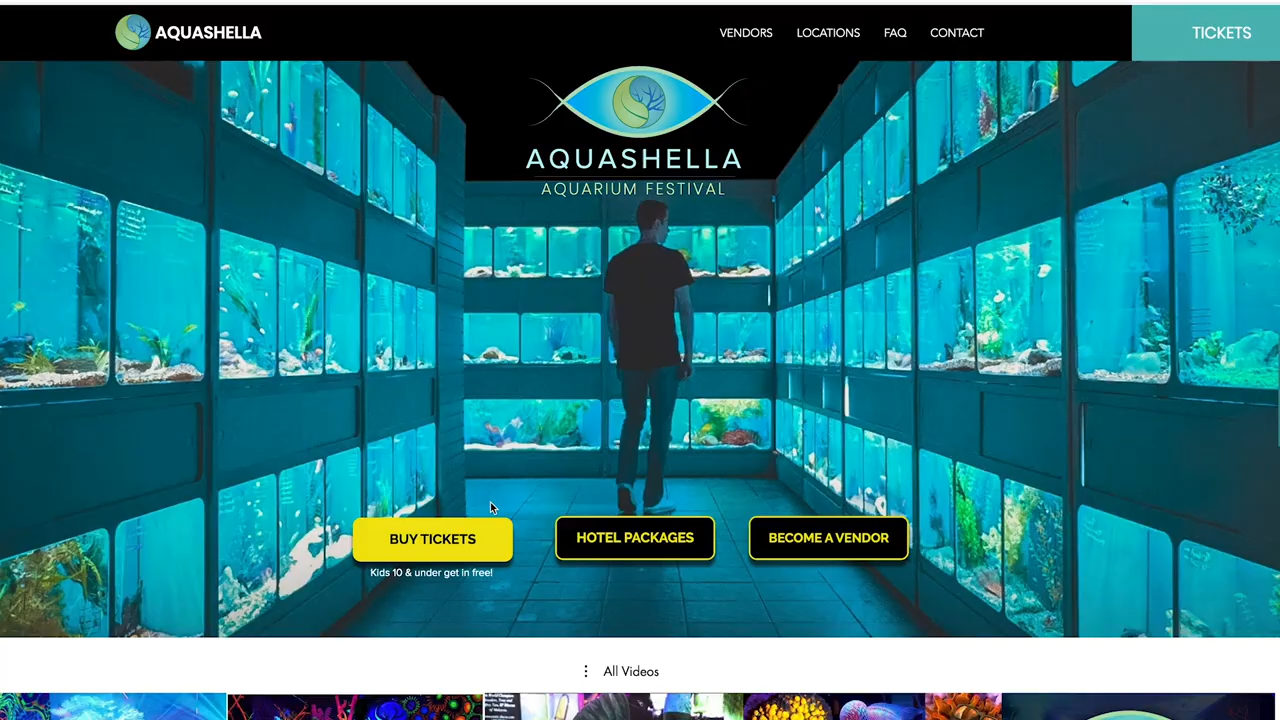 AQUASHELLA
VENDORS
LOCATIONS
FAQ
CONTACT
TICKETS
AQUASHELLA
AQUARIUM FESTIVAL
BUY TICKETS
HOTEL PACKAGES
BECOME A VENDOR
Kids 10 & under get in free!
All Videos